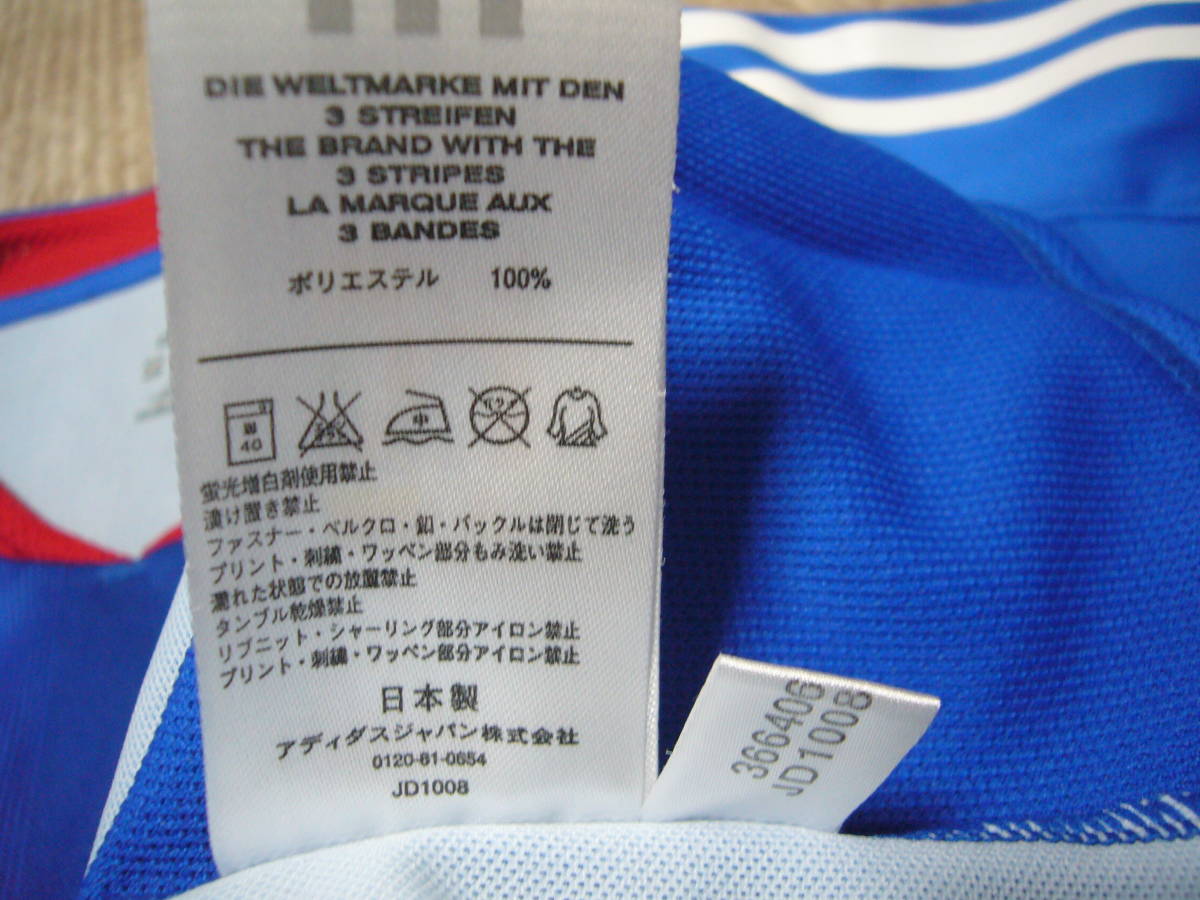 DIE WELTMARKE MIT DEN
3 STREIFEN
THE BRAND WITH THE
3 STRIPES
LA MARQUE AUX
3 BANDES
ポリエステル 100%
40 中
蛍光増白剤使用禁止
漬け置き禁止
ファスナー・ベルクロ・釦・バックルは閉じて洗う
プリント・刺繍・ワッペン部分もみ洗い禁止
濡れた状態での放置禁止
タンブル乾燥禁止
リブニット・シャーリング部分アイロン禁止
プリント・刺繍・ワッペン部分アイロン禁止
日本製
アディダスジャパン株式会社
0120-81-0654
JD1008
366406
JD1008